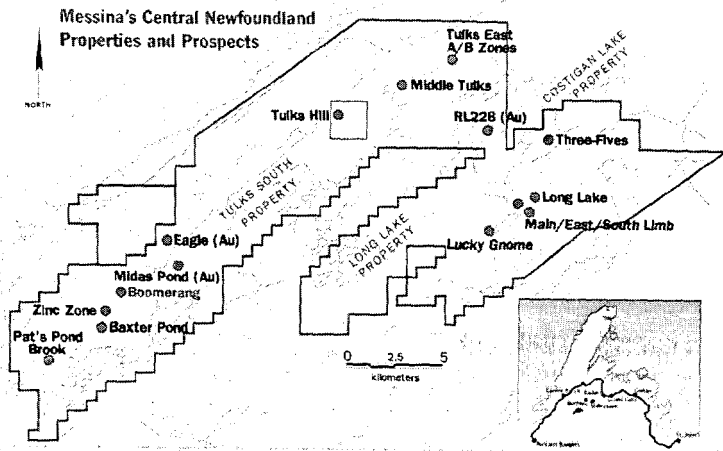 Messina's Central Newfoundland
Properties and Prospects
NORTH
Tulks East
A/B Zones
Middle Tulks
COSTIGAN LAKE
PROPERTY
Tulks Hill
RL228 (Au)
Three-Fives
TULKS SOUTH
PROPERTY
Long Lake
Main/East/South Limb
LONG LAKE
PROPERTY
Lucky Gnome
Eagle (Au)
Midas Pond (Au)
Boomerang
Zinc Zone
Baxter Pond
Pat's Pond
Brook
0 2.5 5
kilometers